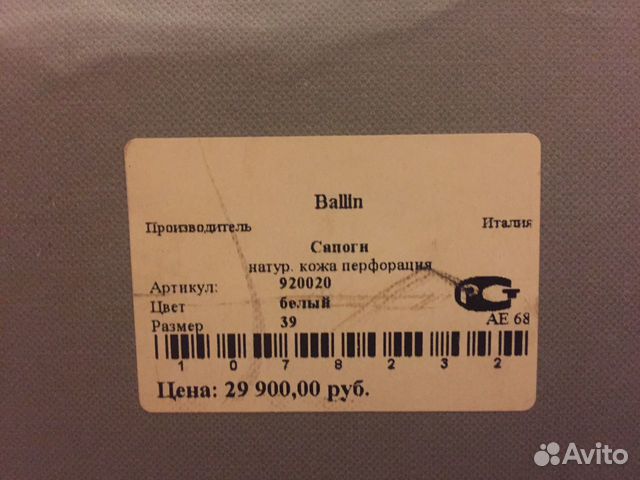 Ballin
Производитель Италия
Сапоги
натур. кожа перфорация
Артикул: 920020
Цвет белый
Размер 39
АЕ 68
1 0 7 8 2 3 2
Цена: 29 900,00 руб.
Avito